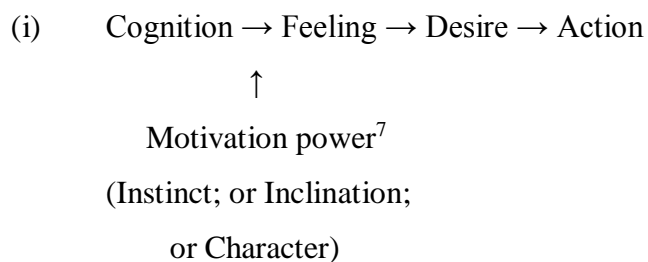 (i) Cognition → Feeling → Desire → Action
↑
Motivation power⁷
(Instinct; or Inclination;
or Character)